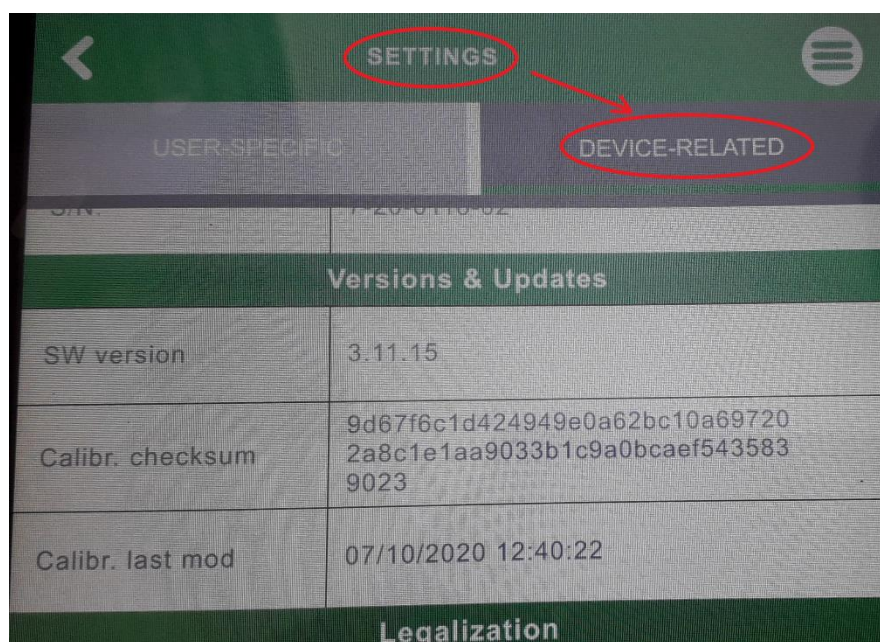 SETTINGS
USER-SPECIFIC
DEVICE-RELATED
S/N.
Versions & Updates
SW version
3.11.15
Calibr. checksum
9d67f6c1d424949e0a62bc10a69720
2a8c1e1aa9033b1c9a0bcaef543583
9023
Calibr. last mod
07/10/2020 12:40:22
Legalization